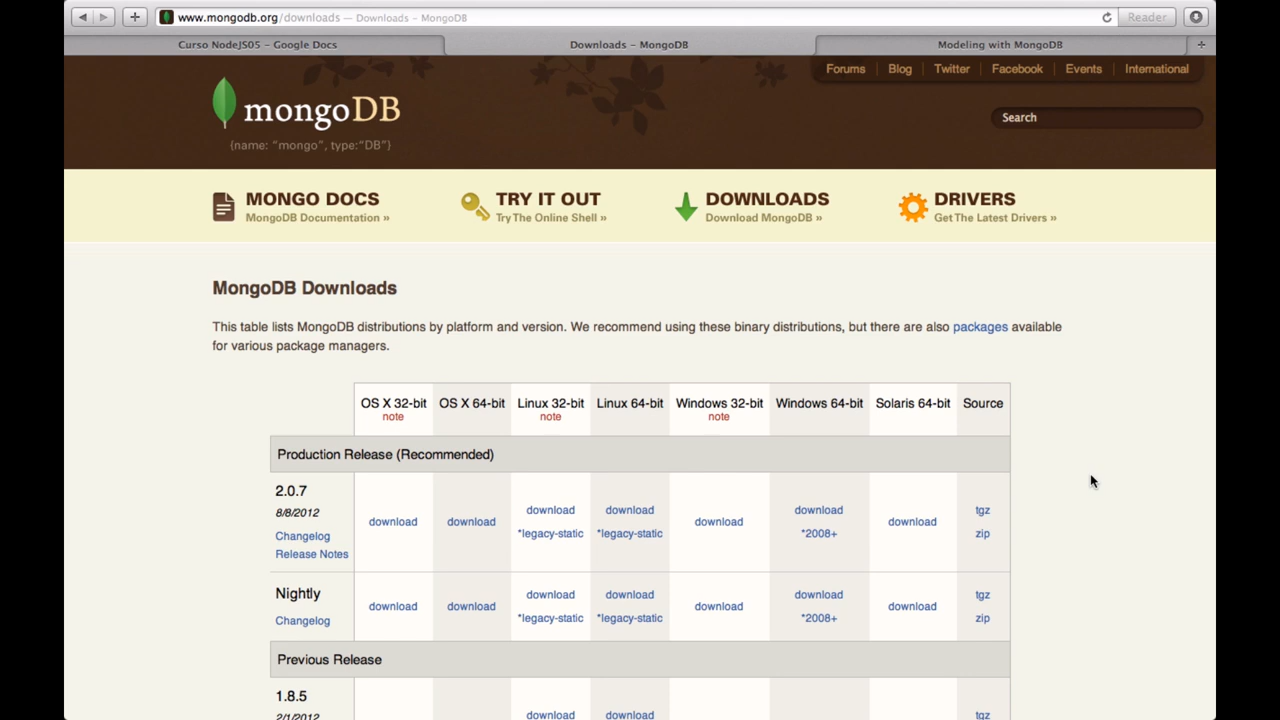 www.mongodb.org/downloads — Downloads – MongoDB
Reader
Curso NodeJS05 – Google Docs
Downloads – MongoDB
Modeling with MongoDB
Forums
Blog
Twitter
Facebook
Events
International
mongoDB
{name: "mongo", type:"DB"}
Search
MONGO DOCS
MongoDB Documentation »
TRY IT OUT
Try The Online Shell »
DOWNLOADS
Download MongoDB »
DRIVERS
Get The Latest Drivers »
MongoDB Downloads
This table lists MongoDB distributions by platform and version. We recommend using these binary distributions, but there are also packages available
for various package managers.
OS X 32-bit OS X 64-bit Linux 32-bit Linux 64-bit Windows 32-bit Windows 64-bit Solaris 64-bit Source
note note note
Production Release (Recommended)
2.0.7
8/8/2012
Changelog
Release Notes
download download download download download download download tgz
*legacy-static *legacy-static *2008+ zip
Nightly
Changelog
download download download download download download download tgz
*legacy-static *legacy-static *2008+ zip
Previous Release
1.8.5
2/1/2012
download download tgz